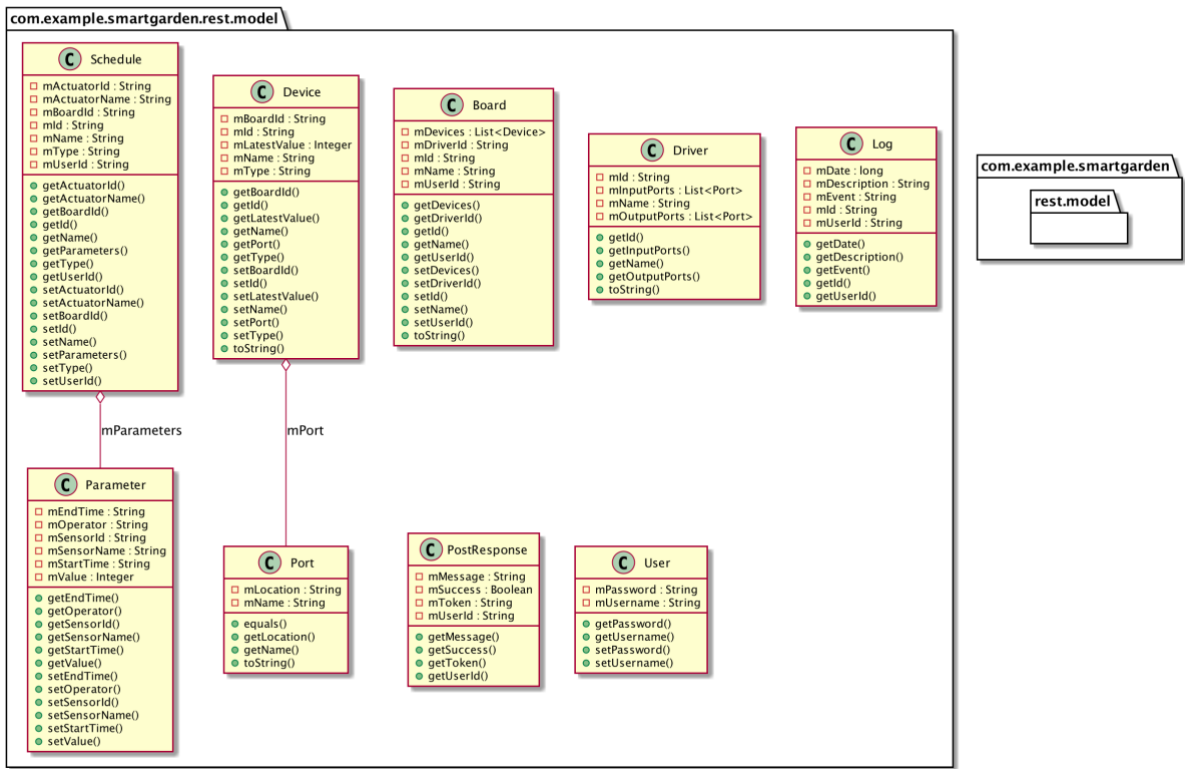 com.example.smartgarden.rest.model
C Schedule
mActuatorId : String
mActuatorName : String
mBoardId : String
mId : String
mName : String
mType : String
mUserId : String
getActuatorId()
getActuatorName()
getBoardId()
getId()
getName()
getParameters()
getType()
getUserId()
setActuatorId()
setActuatorName()
setBoardId()
setId()
setName()
setParameters()
setType()
setUserId()
C Device
mBoardId : String
mId : String
mLatestValue : Integer
mName : String
mType : String
getBoardId()
getId()
getLatestValue()
getName()
getPort()
getType()
setBoardId()
setId()
setLatestValue()
setName()
setPort()
setType()
toString()
C Board
mDevices : List<Device>
mDriverId : String
mId : String
mName : String
mUserId : String
getDevices()
getDriverId()
getId()
getName()
getUserId()
setDevices()
setDriverId()
setId()
setName()
setUserId()
toString()
C Driver
mId : String
mInputPorts : List<Port>
mName : String
mOutputPorts : List<Port>
getId()
getInputPorts()
getName()
getOutputPorts()
toString()
C Log
mDate : long
mDescription : String
mEvent : String
mId : String
mUserId : String
getDate()
getDescription()
getEvent()
getId()
getUserId()
com.example.smartgarden
rest.model
mParameters
mPort
C Parameter
mEndTime : String
mOperator : String
mSensorId : String
mSensorName : String
mStartTime : String
mValue : Integer
getEndTime()
getOperator()
getSensorId()
getSensorName()
getStartTime()
getValue()
setEndTime()
setOperator()
setSensorId()
setSensorName()
setStartTime()
setValue()
C Port
mLocation : String
mName : String
equals()
getLocation()
getName()
toString()
C PostResponse
mMessage : String
mSuccess : Boolean
mToken : String
mUserId : String
getMessage()
getSuccess()
getToken()
getUserId()
C User
mPassword : String
mUsername : String
getPassword()
getUsername()
setPassword()
setUsername()